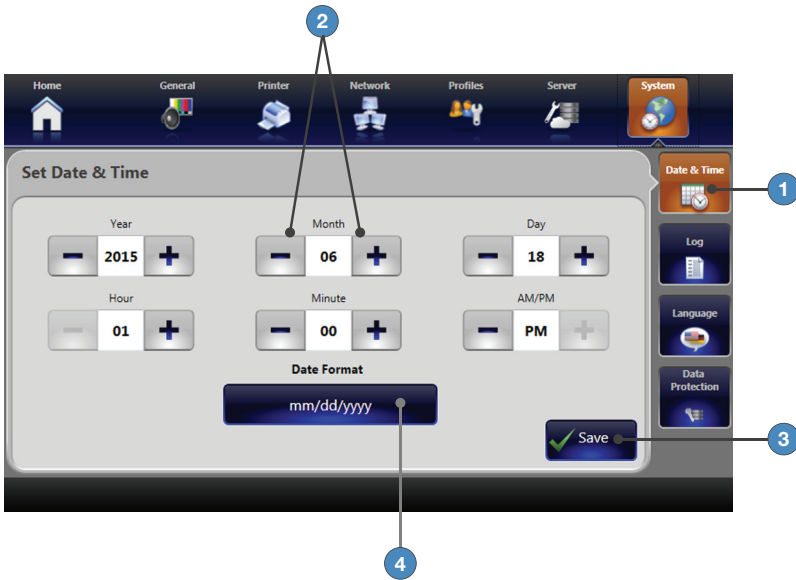 2
Home General Printer Network Profiles Server System
Set Date & Time
Date & Time
1
Year Month Day
2015 06 18
Log
Hour Minute AM/PM
01 00 PM
Language
Date Format
mm/dd/yyyy
Data
Protection
Save
3
4